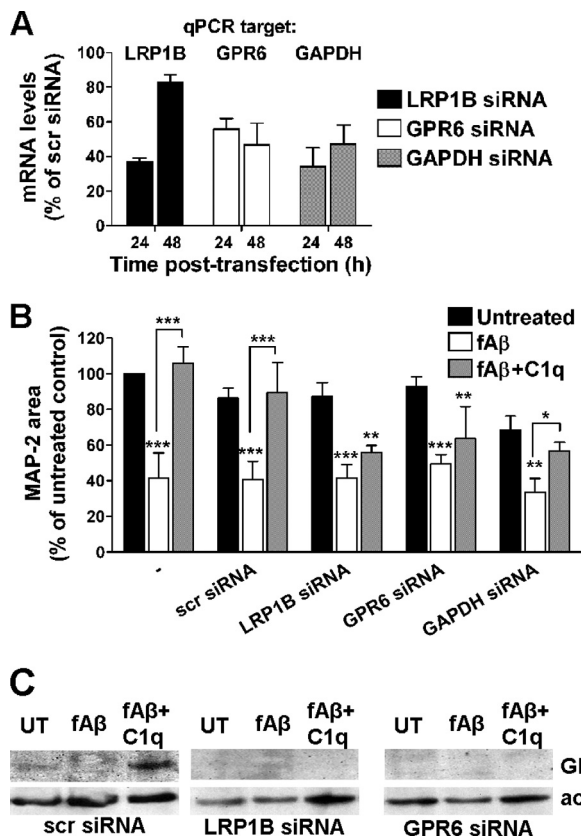 A
qPCR target:
LRP1B GPR6 GAPDH
mRNA levels
(% of scr siRNA)
100
80
60
40
20
0
24 48 24 48 24 48
Time post-transfection (h)
LRP1B siRNA
GPR6 siRNA
GAPDH siRNA
B
MAP-2 area
(% of untreated control)
120
100
80
60
40
20
0
Untreated
fAβ
fAβ+C1q
*** *** *** *** *** ** *** ** ** *
-
scr siRNA
LRP1B siRNA
GPR6 siRNA
GAPDH siRNA
C
UT fAβ fAβ+ C1q
UT fAβ fAβ+ C1q
UT fAβ fAβ+ C1q
ac
scr siRNA
LRP1B siRNA
GPR6 siRNA